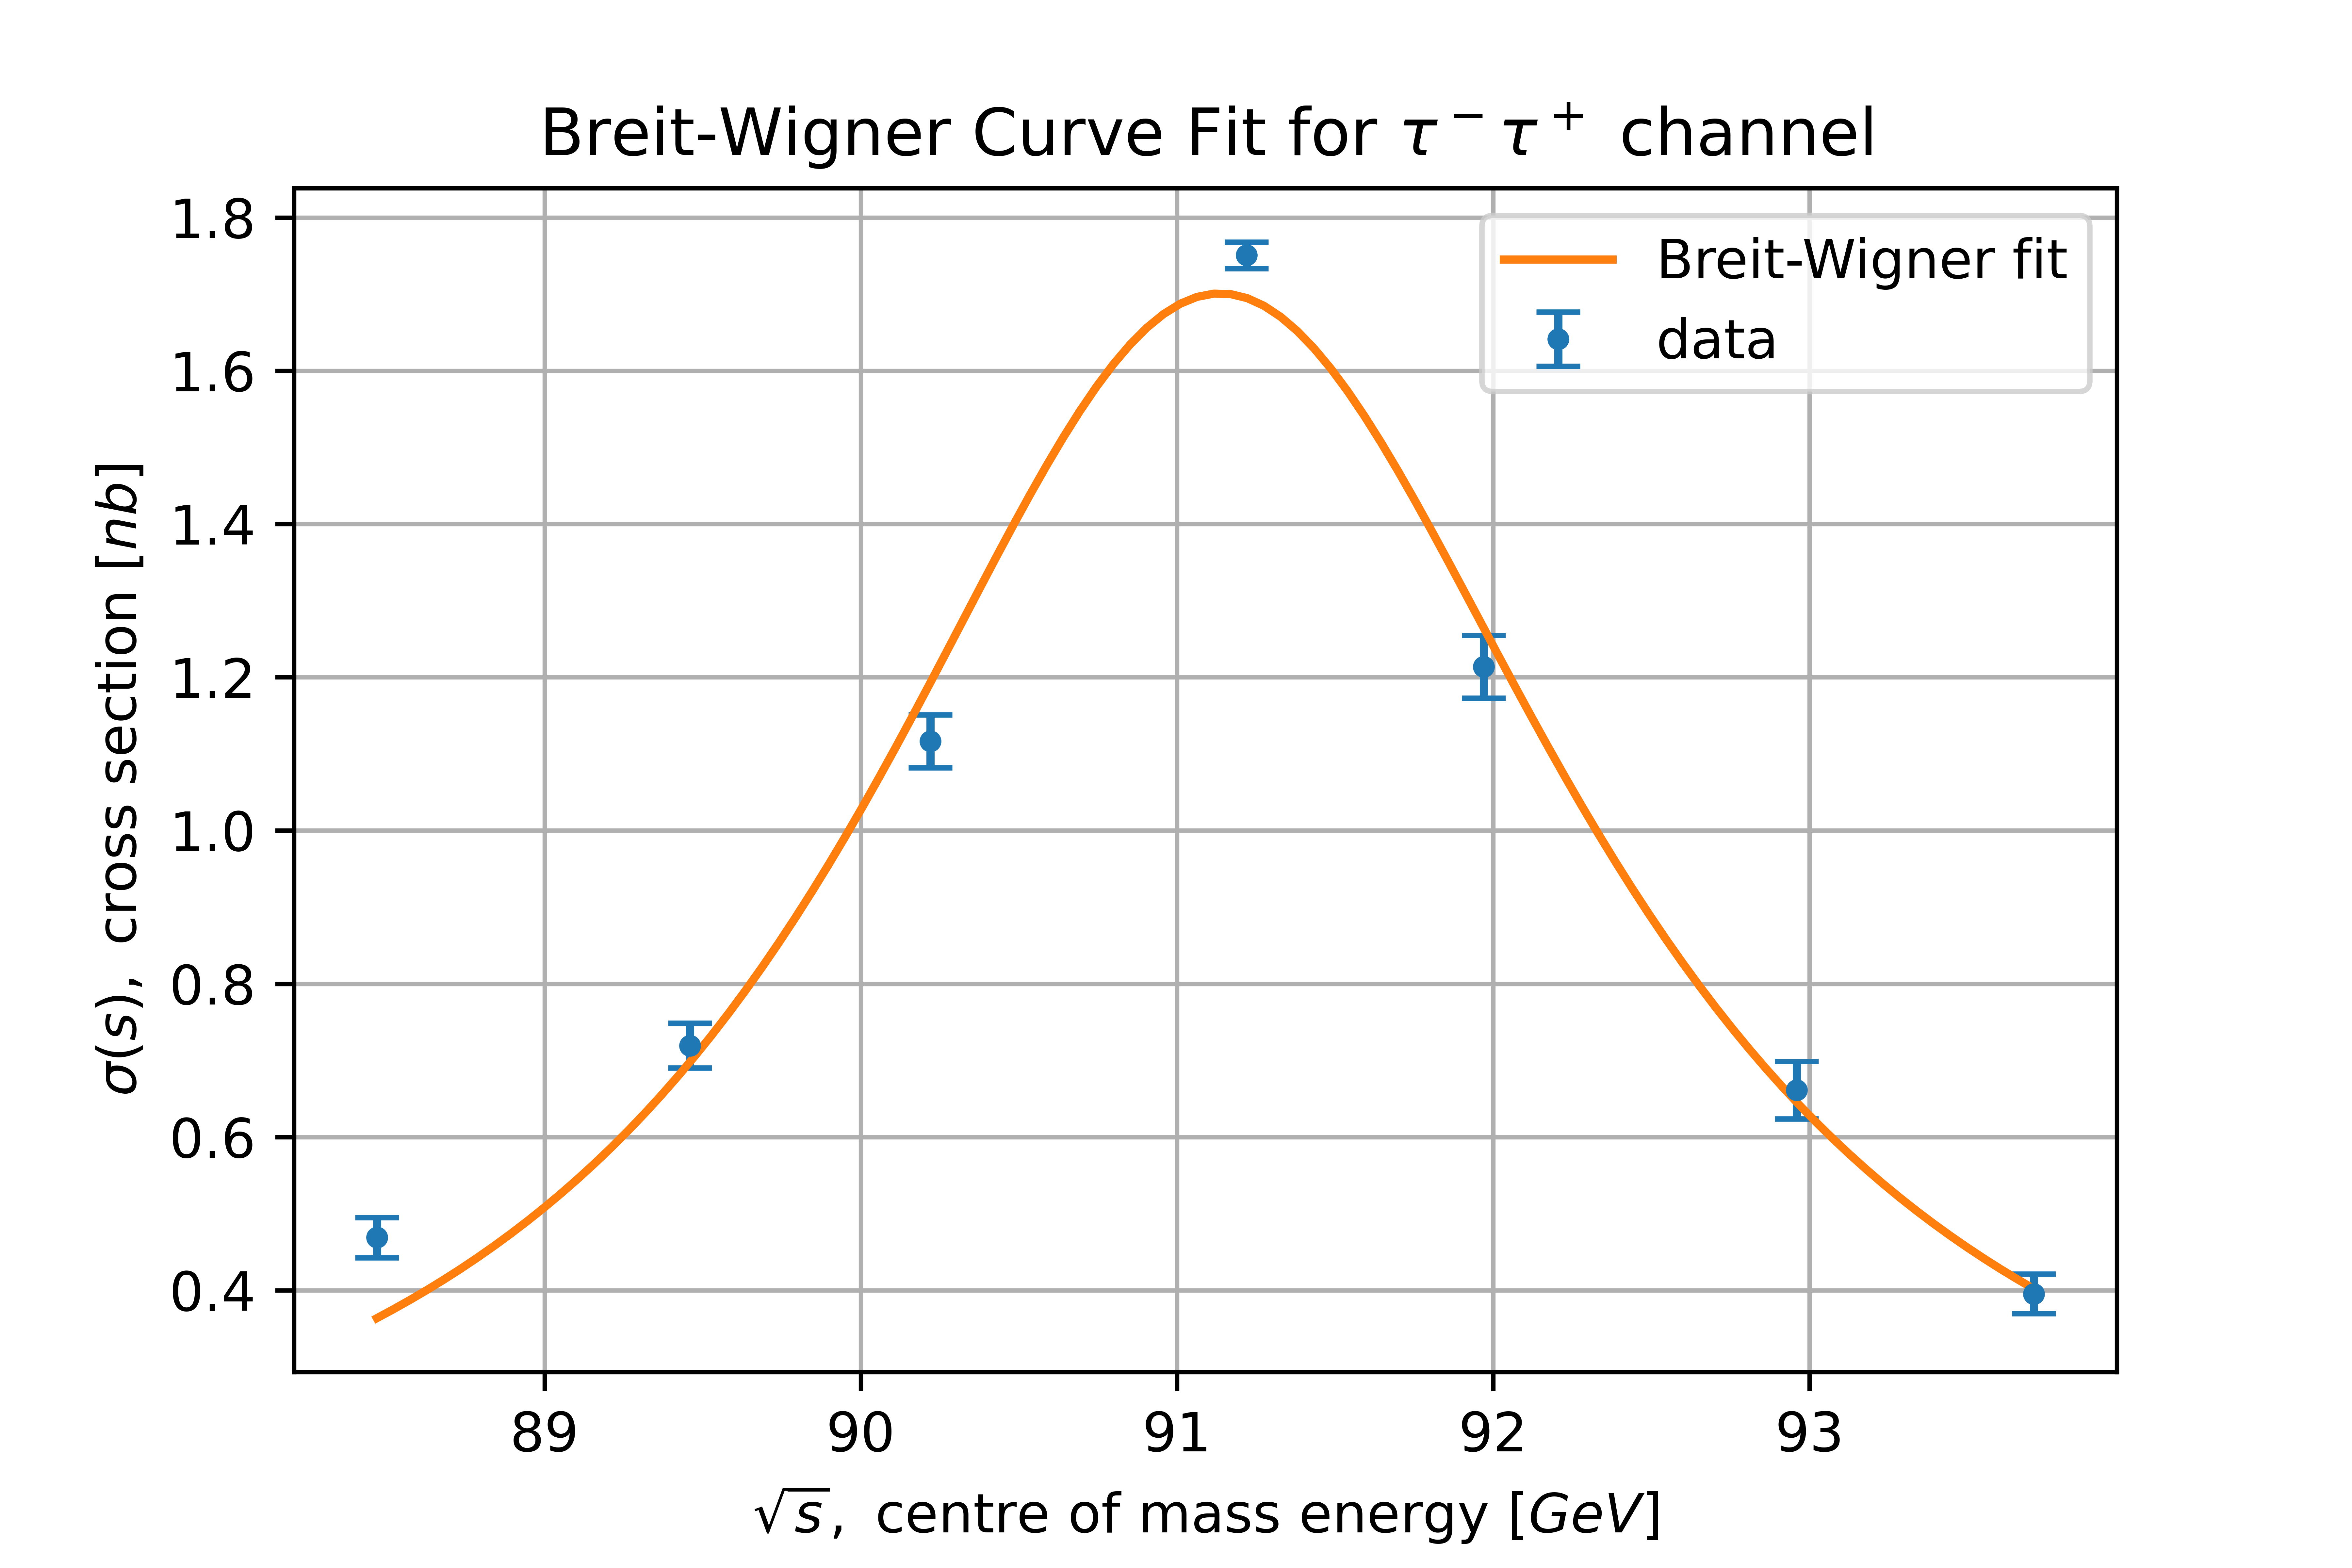 Breit-Wigner Curve Fit for τ⁻τ⁺ channel
Breit-Wigner fit
data
σ(s), cross section [nb]
1.8
1.6
1.4
1.2
1.0
0.8
0.6
0.4
89 90 91 92 93
√s, centre of mass energy [GeV]